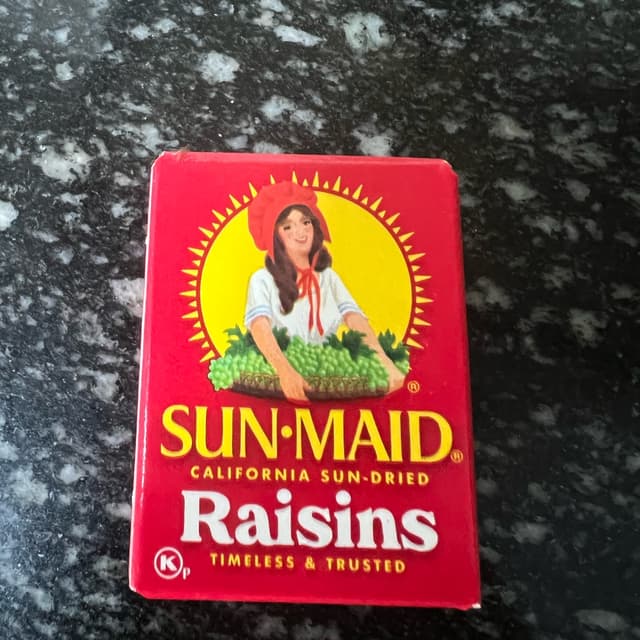 ®
SUN•MAID®
CALIFORNIA SUN-DRIED
Raisins
TIMELESS & TRUSTED
K P